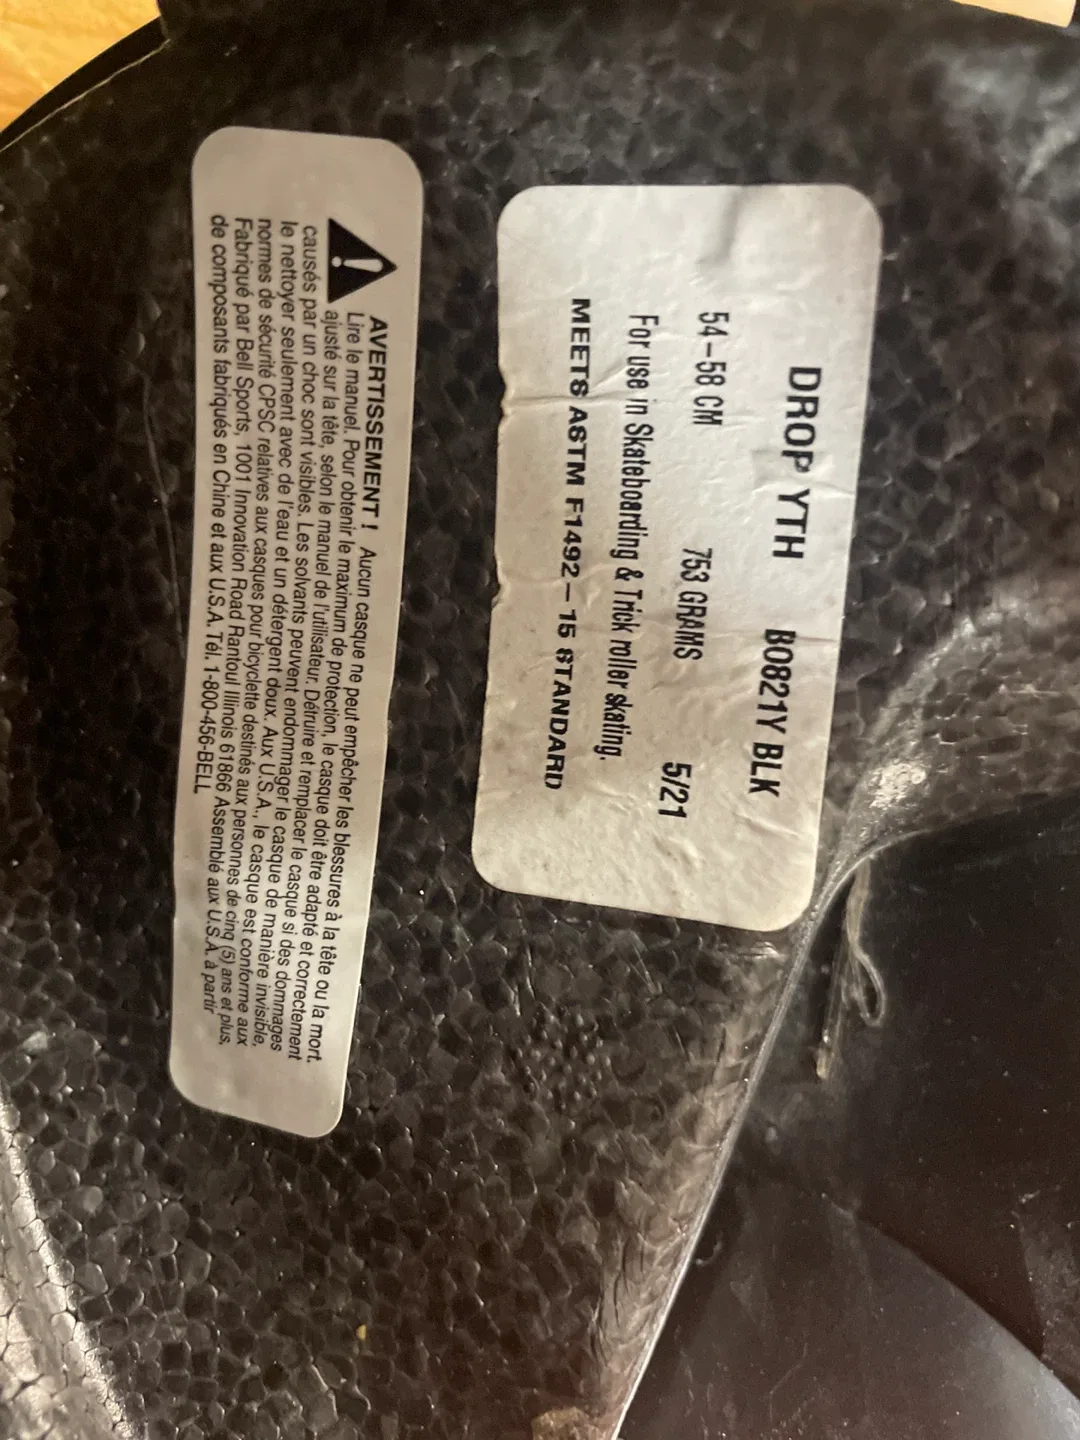 DROP YTH B0821Y BLK
54-58 CM 753 GRAMS 5/21
For use in Skateboarding & Trick roller skating.
MEETS ASTM F1492-15 STANDARD
AVERTISSEMENT ! Aucun casque ne peut empêcher les blessures à la tête ou la mort.
Lire le manuel. Pour obtenir le maximum de protection, le casque doit être adapté et correctement
ajusté sur la tête, selon le manuel de l'utilisateur. Détruire et remplacer le casque si des dommages
causés par un choc sont visibles. Les solvants peuvent endommager le casque de manière invisible,
le nettoyer seulement avec de l'eau et un détergent doux. Aux U.S.A., le casque est conforme aux
normes de sécurité CPSC relatives aux casques pour bicyclette destinés aux personnes de cinq (5) ans et plus.
Fabriqué par Bell Sports, 1001 Innovation Road Rantoul Illinois 61866 Assemblé aux U.S.A. à partir
de composants fabriqués en Chine et aux U.S.A. Tél. 1-800-456-BELL